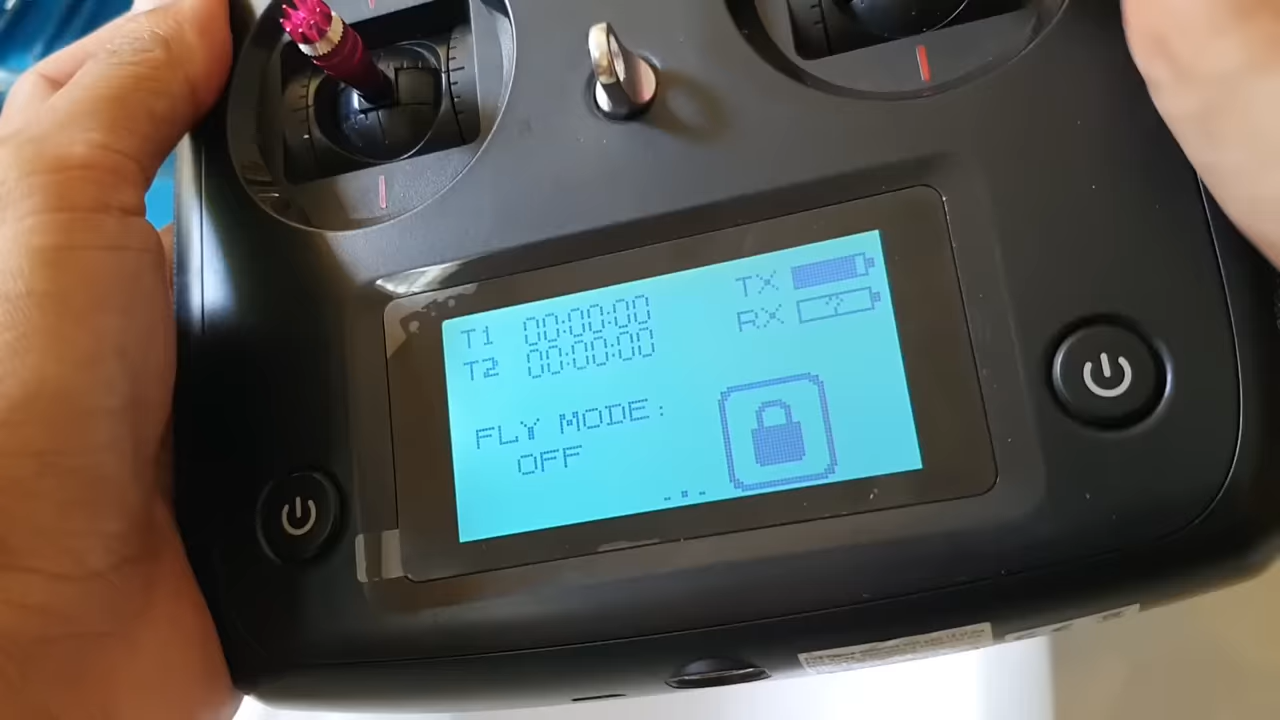 T1 00:00:00
T2 00:00:00
TX
RX ?
FLY MODE:
OFF
...